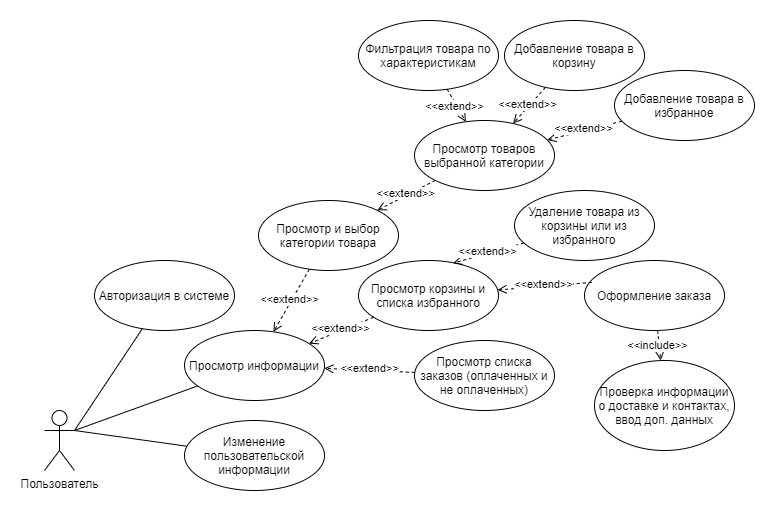 Фильтрация товара по
характеристикам
Добавление товара в
корзину
Добавление товара в
избранное
<<extend>>
<<extend>>
<<extend>>
Просмотр товаров
выбранной категории
<<extend>>
Просмотр и выбор
категории товара
Удаление товара из
корзины или из
избранного
<<extend>>
Авторизация в системе
<<extend>>
Просмотр корзины и
списка избранного
<<extend>>
Оформление заказа
<<extend>>
<<include>>
Просмотр информации
<<extend>>
Просмотр списка
заказов (оплаченных и
не оплаченных)
Проверка информации
о доставке и контактах,
ввод доп. данных
Изменение
пользовательской
информации
Пользователь